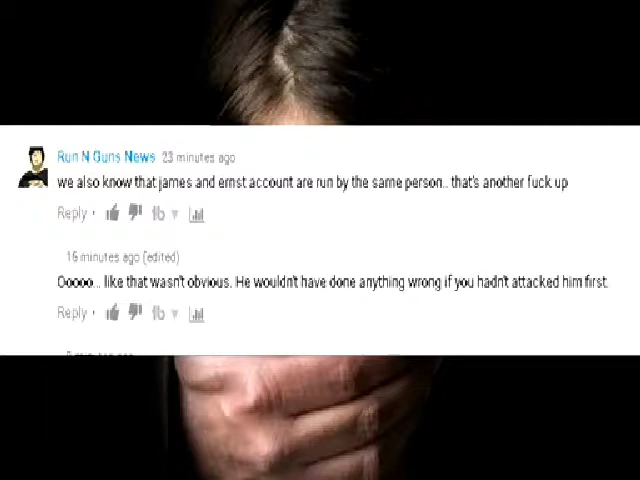 Run N Guns News 23 minutes ago
we also know that james and ernst account are run by the same person.. that's another fuck up
Reply •
16 minutes ago (edited)
Ooooo... like that wasn't obvious. He wouldn't have done anything wrong if you hadn't attacked him first.
Reply •
minutes ago